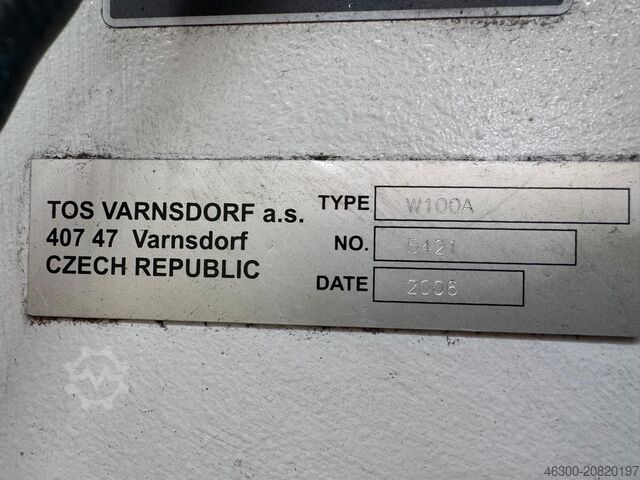 TOS VARNSDORF a.s.
407 47 Varnsdorf
CZECH REPUBLIC
TYPE W100A
NO. 5421
DATE 2006
46300-20820197